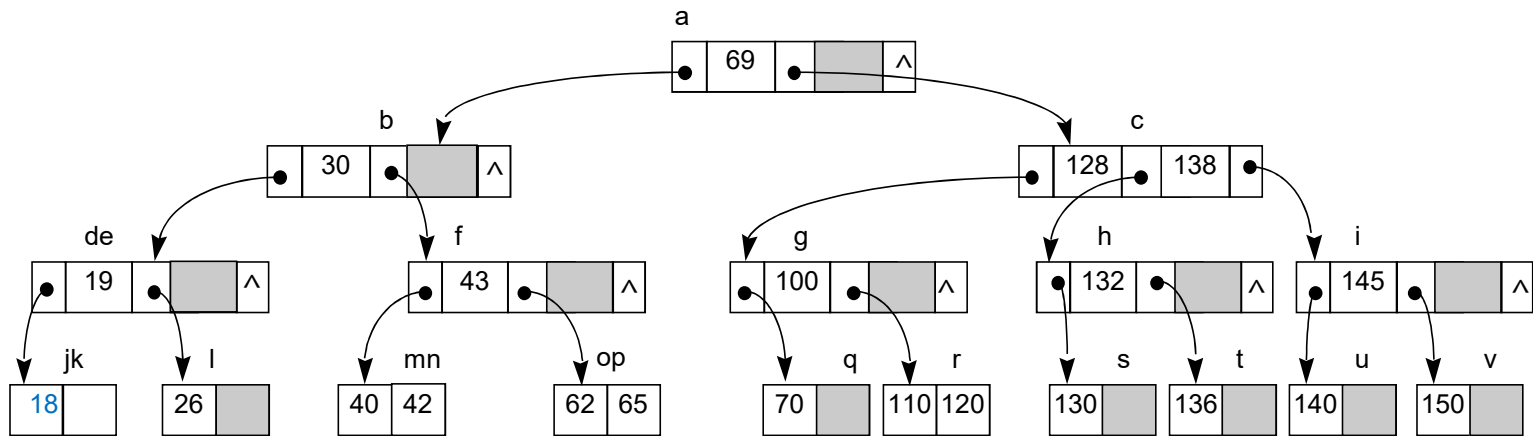 a
69 ^
b c
30 ^ 128 138
de f g h i
19 ^ 43 ^ 100 ^ 132 ^ 145 ^
jk l mn op q r s t u v
18 26 40 42 62 65 70 110 120 130 136 140 150